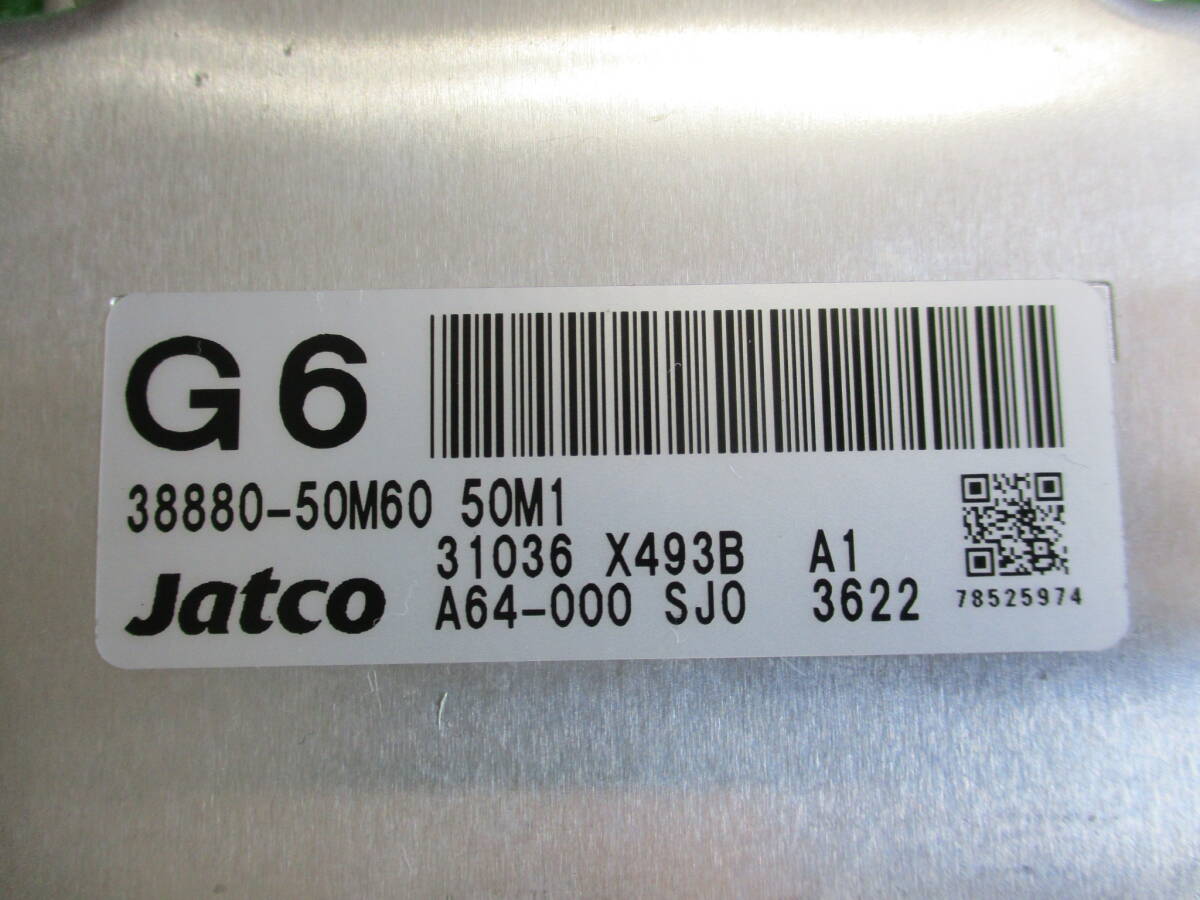 G6
38880-50M60 50M1
31036 X493B A1
Jatco A64-000 SJ0 3622
78525974